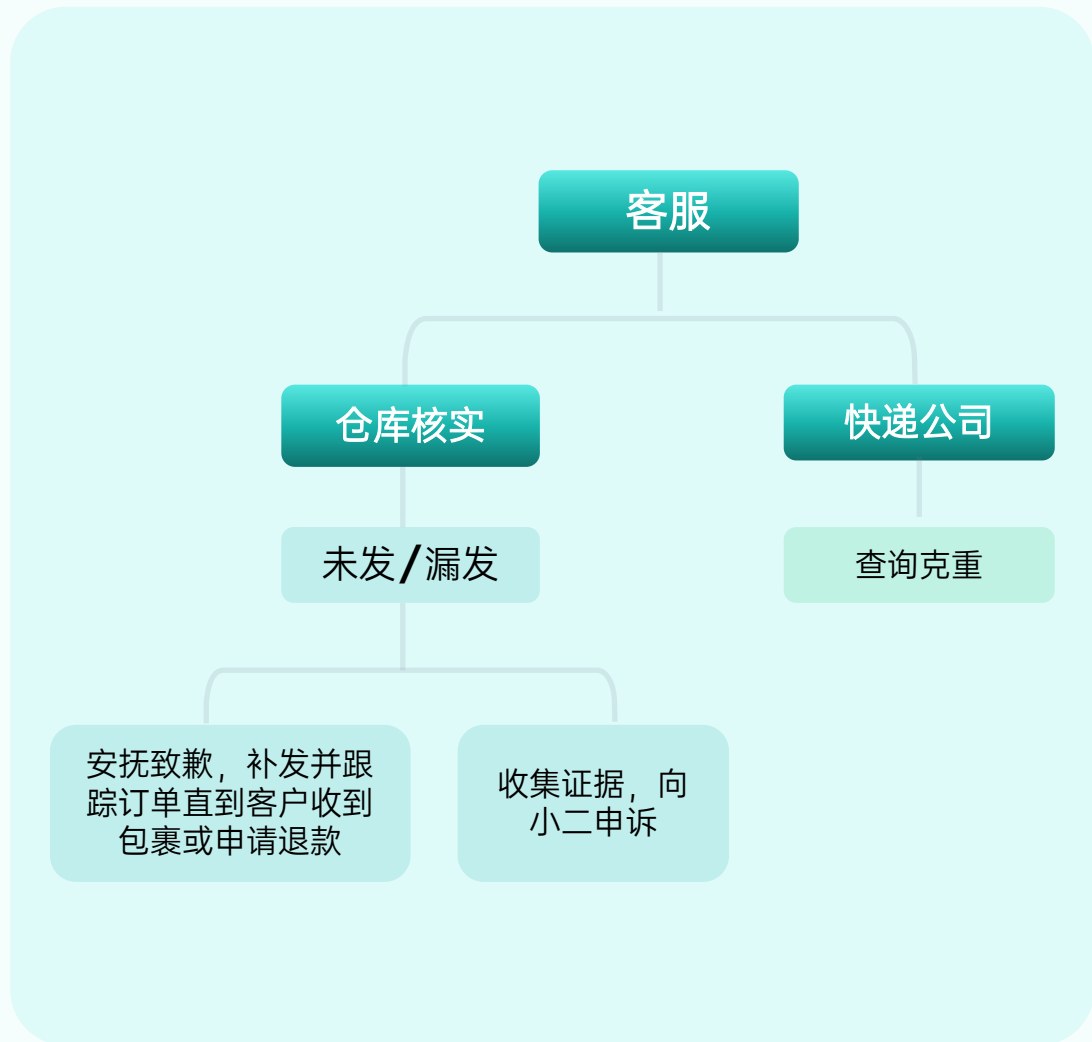 客服
仓库核实
快递公司
未发/漏发
查询克重
安抚致歉，补发并跟
踪订单直到客户收到
包裹或申请退款
收集证据，向
小二申诉